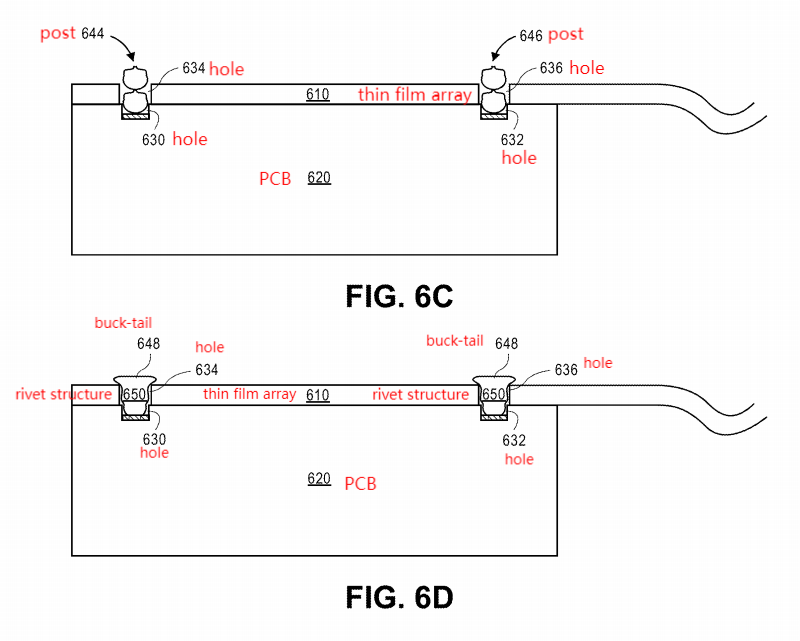 post 644
646 post
634 hole
636 hole
610 thin film array
630 hole
632
hole
PCB 620
FIG. 6C
buck-tail
648
hole
634
buck-tail 648
636 hole
rivet structure 650 thin film array 610 rivet structure 650
630
hole
632
hole
620 PCB
FIG. 6D